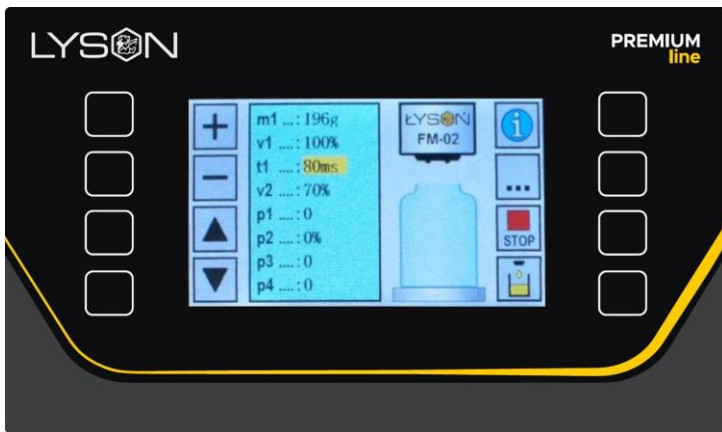 LYSON
PREMIUM
line
m1 ...: 196g
v1 ....: 100%
t1 ....: 80ms
v2 ....: 70%
p1 ....: 0
p2 ....: 0%
p3 ....: 0
p4 ....: 0
ŁYSOŃ
FM-02
...
STOP